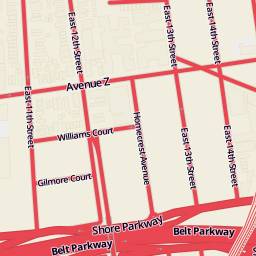 East 12th Street
East 13th Street
East 14th Street
Avenue Z
East 11th Street
Williams Court
Homecrest Avenue
East 13th Street
East 14th Street
Gilmore Court
Shore Parkway
Belt Parkway
Belt Parkway